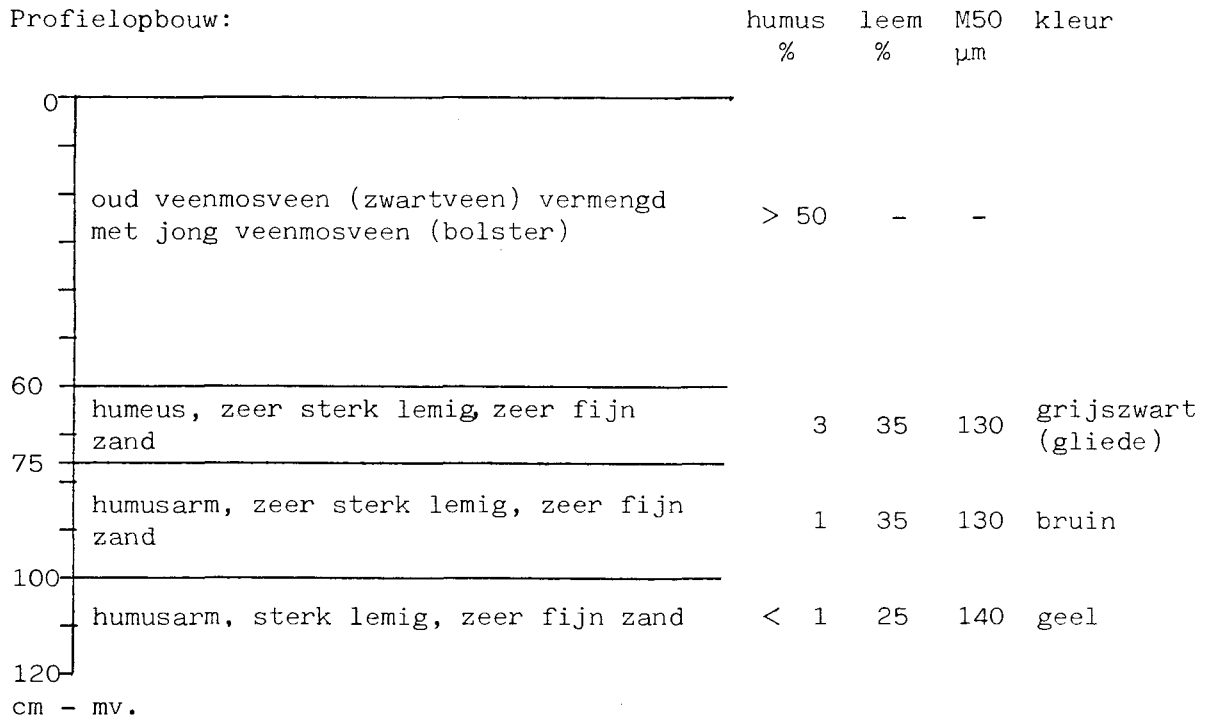 Profielopbouw: humus leem M50 kleur
% % µm
0
oud veenmosveen (zwartveen) vermengd
met jong veenmosveen (bolster) > 50 - -
60
humeus, zeer sterk lemig, zeer fijn
zand 3 35 130 grijszwart
(gliede)
75
humusarm, zeer sterk lemig, zeer fijn
zand 1 35 130 bruin
100
humusarm, sterk lemig, zeer fijn zand < 1 25 140 geel
120
cm - mv.